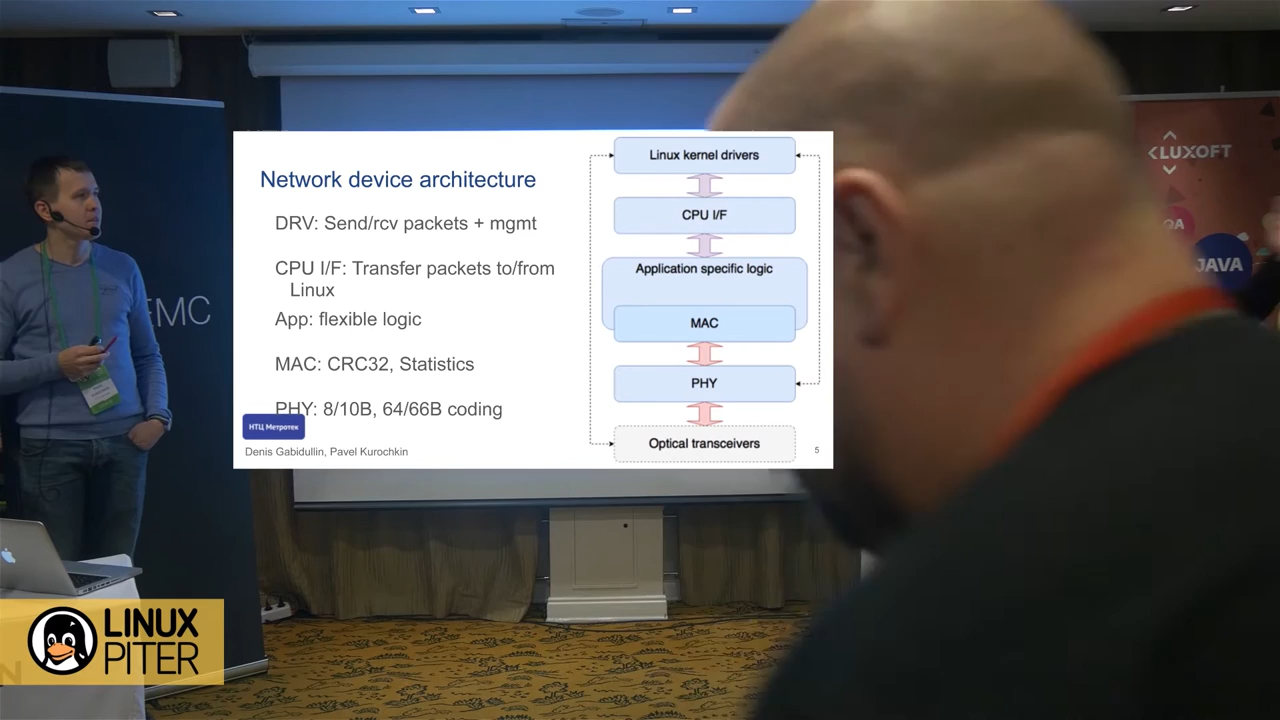 Network device architecture
DRV: Send/rcv packets + mgmt
CPU I/F: Transfer packets to/from
Linux
App: flexible logic
MAC: CRC32, Statistics
PHY: 8/10B, 64/66B coding
НТЦ Метротек
Denis Gabidullin, Pavel Kurochkin
Linux kernel drivers
CPU I/F
Application specific logic
MAC
PHY
Optical transceivers
5
EMC
LUXOFT
QA
JAVA
LINUX
PITER